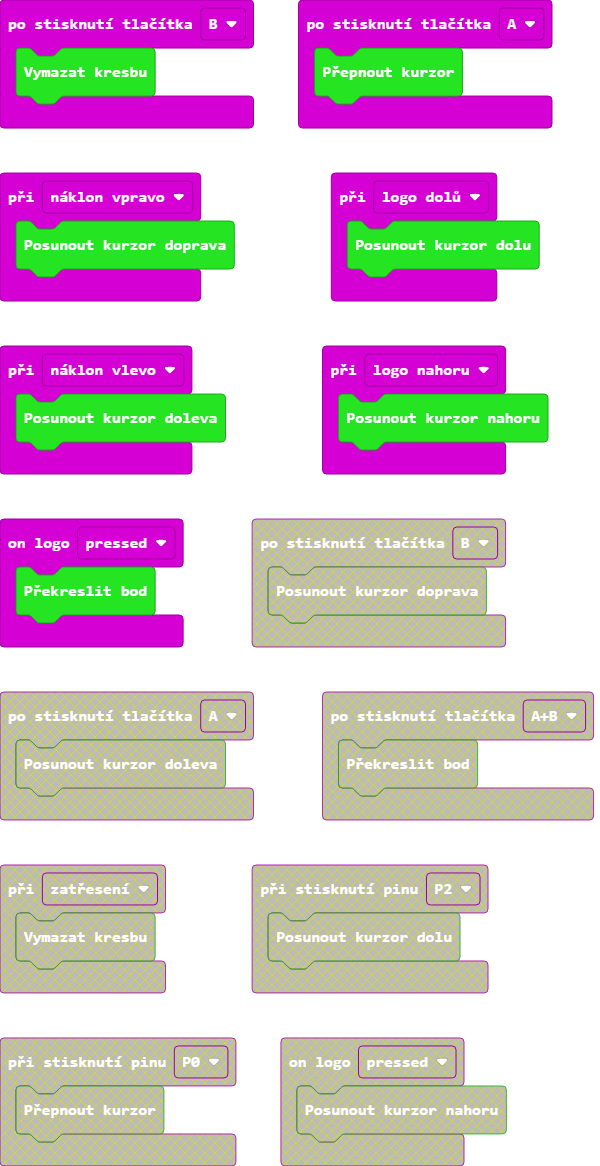 po stisknutí tlačítka B
Vymazat kresbu
po stisknutí tlačítka A
Přepnout kurzor
při náklon vpravo
Posunout kurzor doprava
při logo dolů
Posunout kurzor dolu
při náklon vlevo
Posunout kurzor doleva
při logo nahoru
Posunout kurzor nahoru
on logo pressed
Překreslit bod
po stisknutí tlačítka B
Posunout kurzor doprava
po stisknutí tlačítka A
Posunout kurzor doleva
po stisknutí tlačítka A+B
Překreslit bod
při zatřesení
Vymazat kresbu
při stisknutí pinu P2
Posunout kurzor dolu
při stisknutí pinu P0
Přepnout kurzor
on logo pressed
Posunout kurzor nahoru